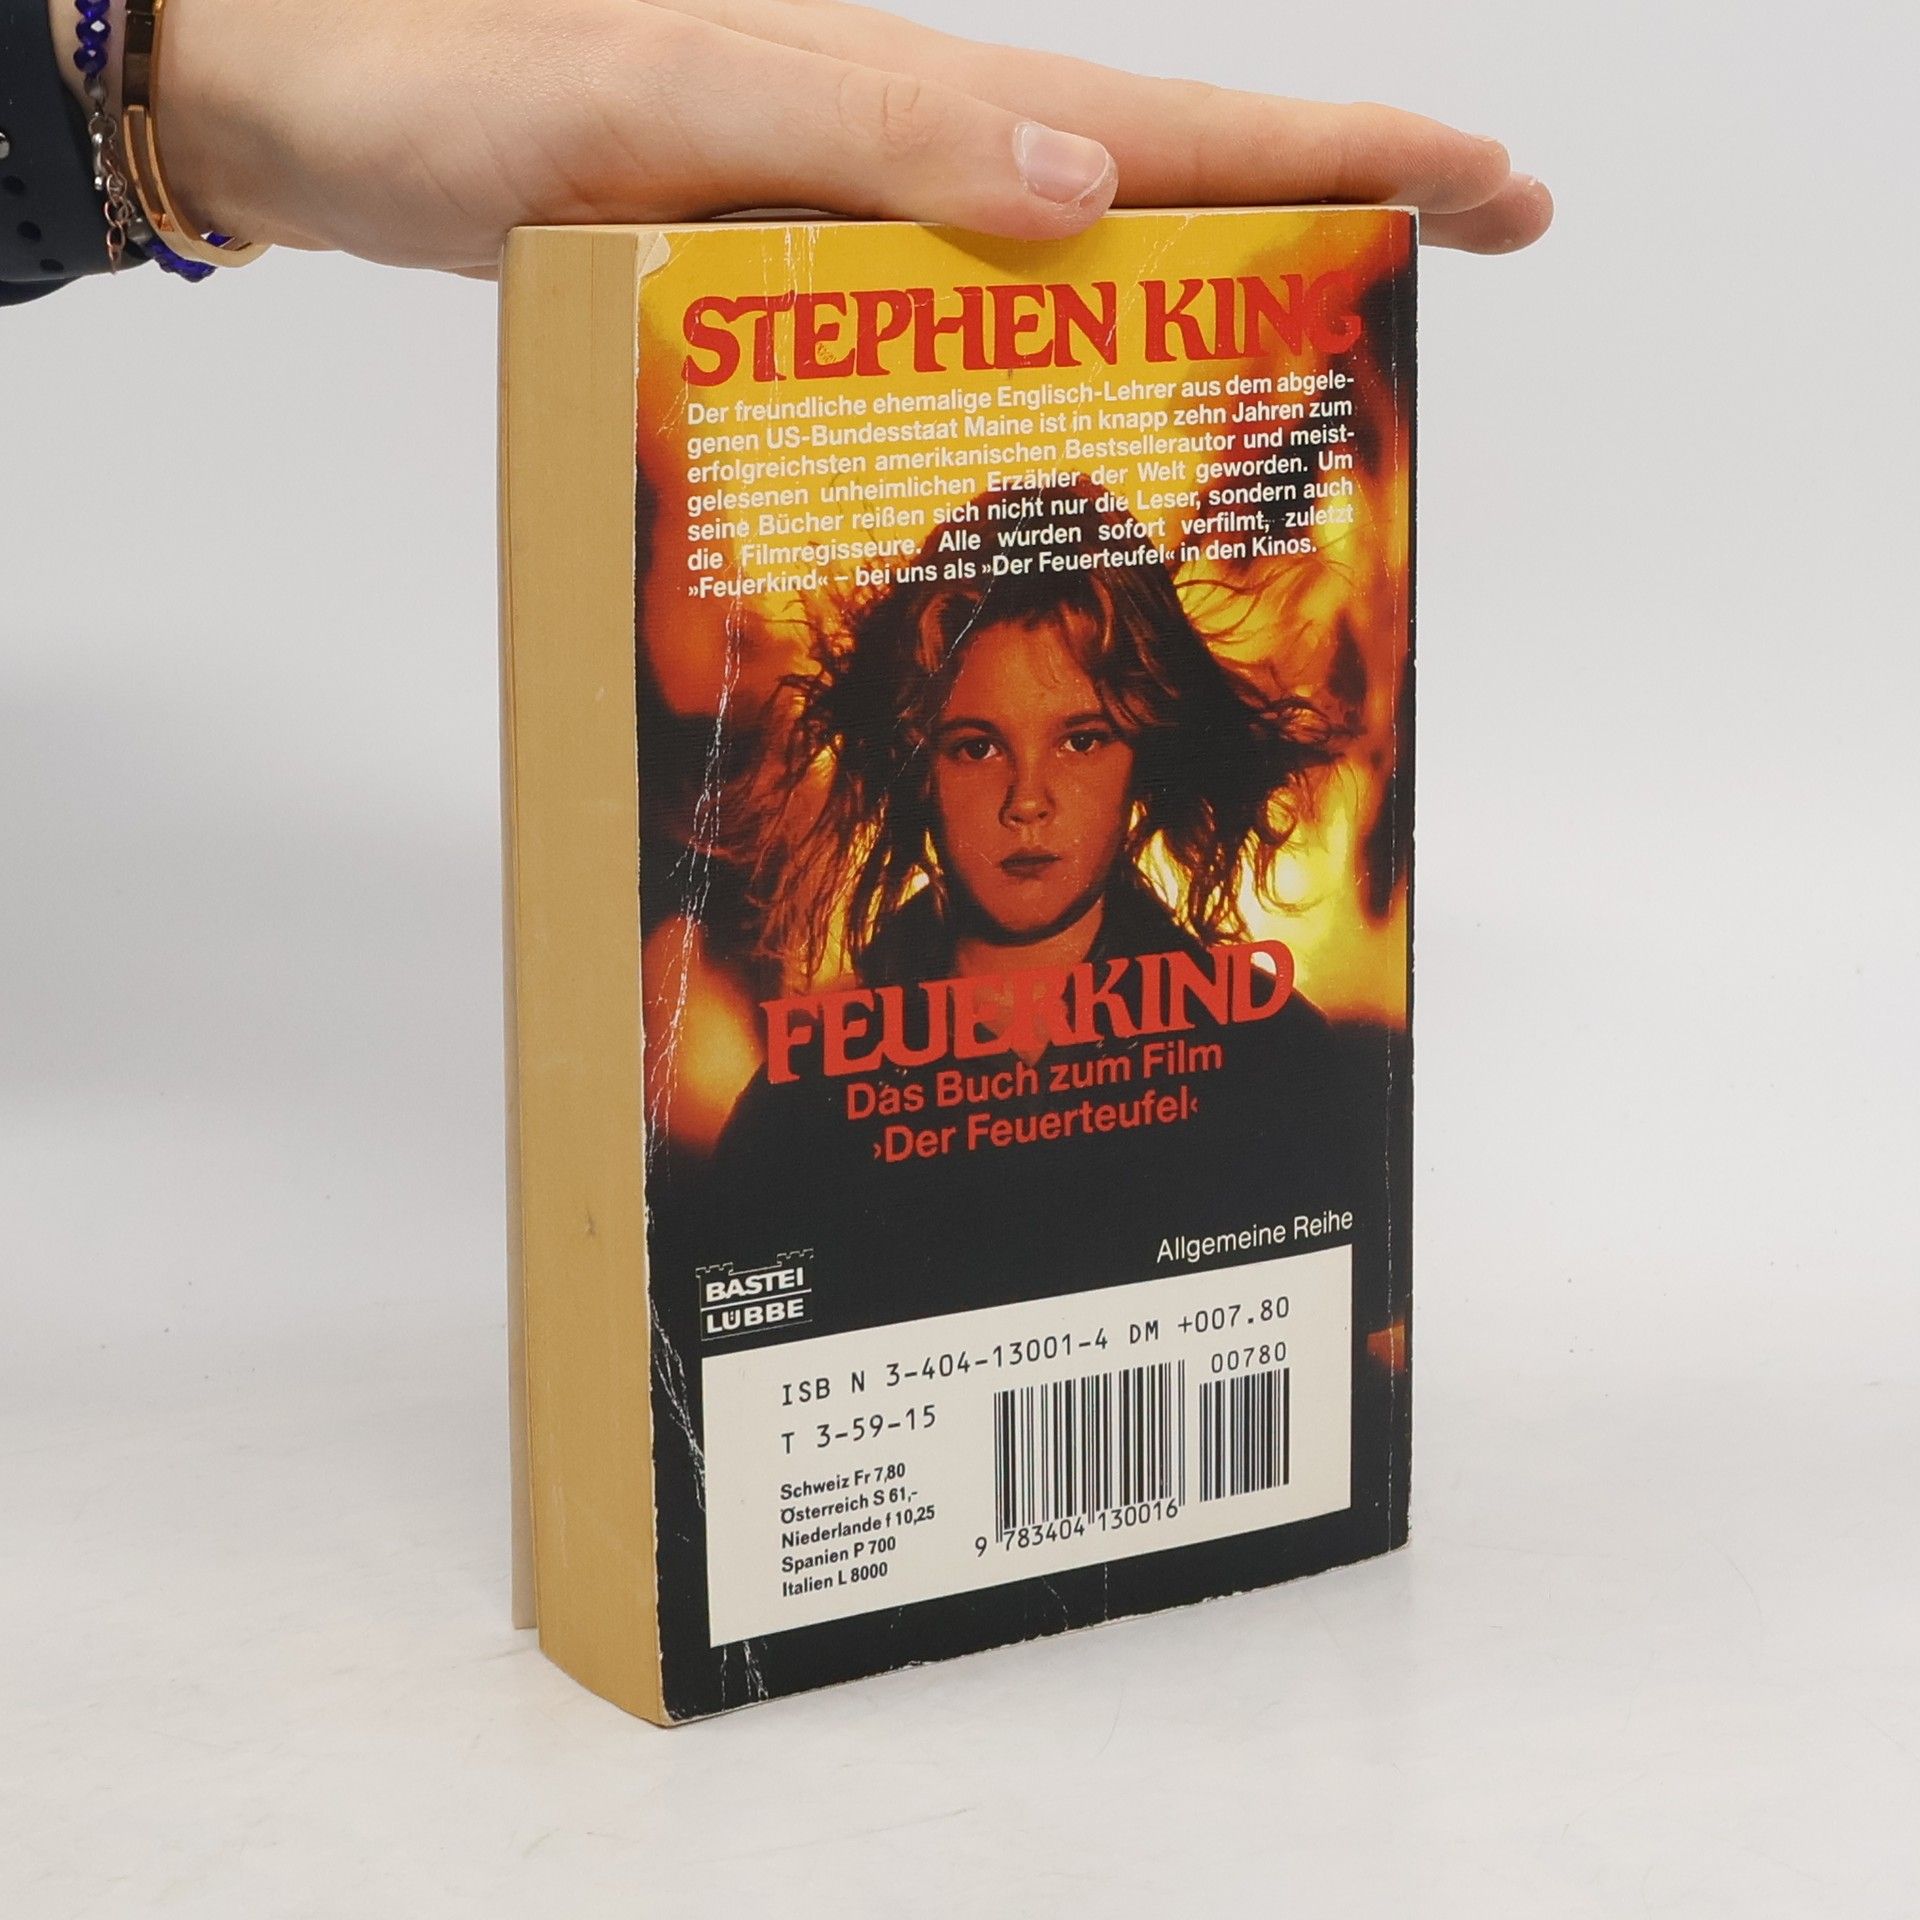 STEPHEN KING
Der freundliche ehemalige Englisch-Lehrer aus dem abgele-
genen US-Bundesstaat Maine ist in knapp zehn Jahren zum
erfolgreichsten amerikanischen Bestsellerautor und meist-
gelesenen unheimlichen Erzähler der Welt geworden. Um
seine Bücher reißen sich nicht nur die Leser, sondern auch
die Filmregisseure. Alle wurden sofort verfilmt, zuletzt
»Feuerkind« – bei uns als »Der Feuerteufel« in den Kinos.
FEUERKIND
Das Buch zum Film
›Der Feuerteufel‹
Allgemeine Reihe
BASTEI
LÜBBE
ISB N 3-404-13001-4 DM +007.80
00780
T 3-59-15
Schweiz Fr 7,80
Österreich S 61,-
Niederlande f 10,25
Spanien P 700
Italien L 8000
9 783404 130016